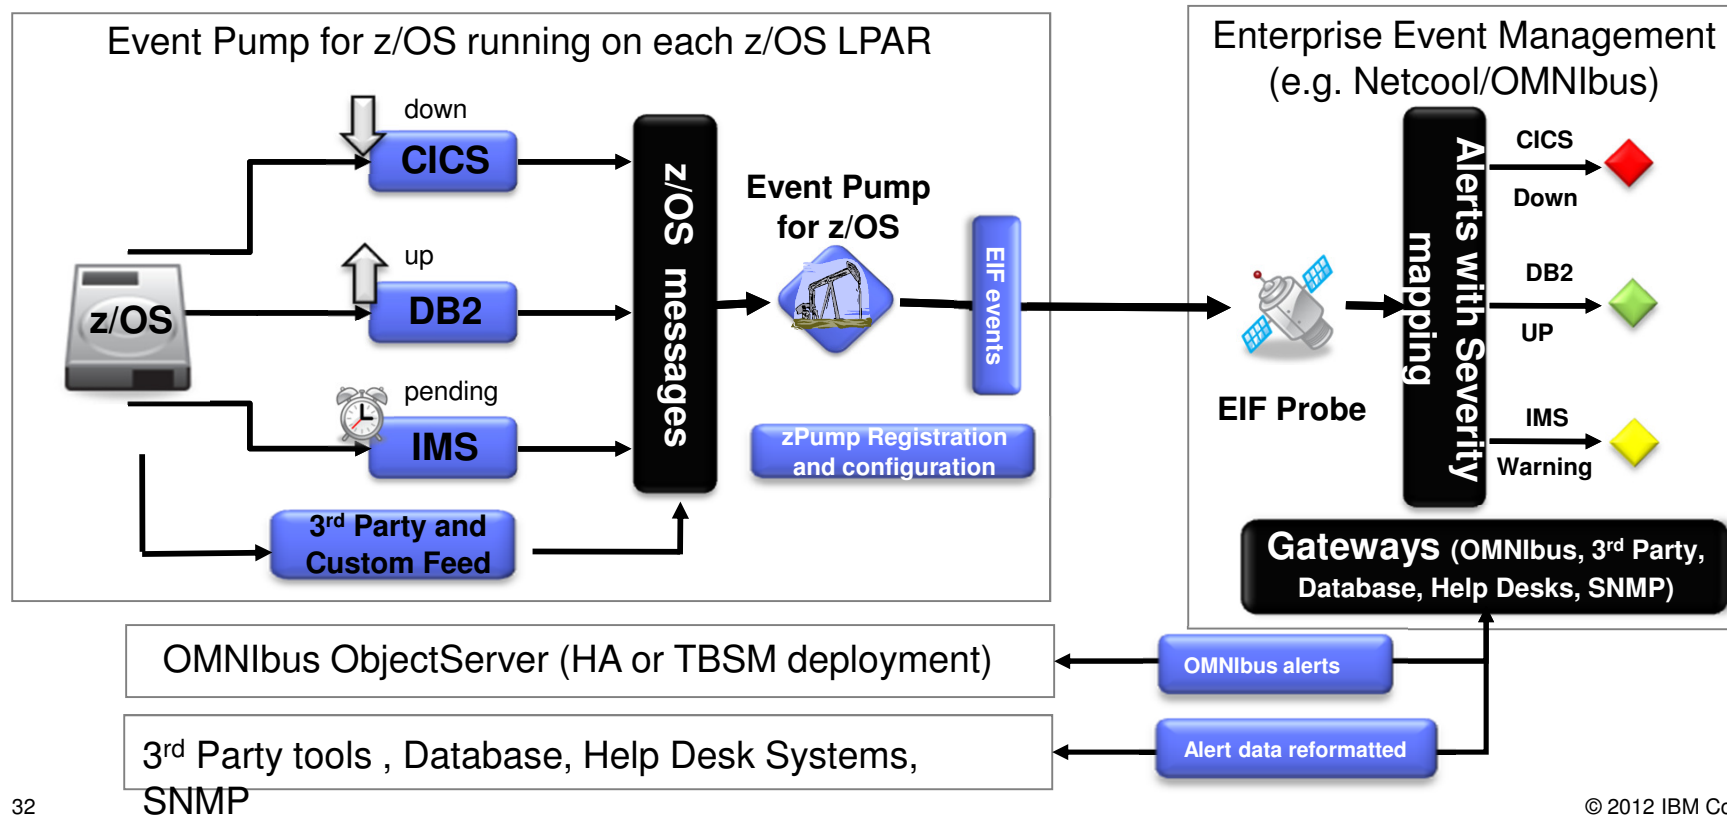 Event Pump for z/OS running on each z/OS LPAR
down
CICS
up
z/OS
DB2
pending
IMS
3rd Party and
Custom Feed
z/OS messages
Event Pump
for z/OS
EIF events
zPump Registration
and configuration
Enterprise Event Management
(e.g. Netcool/OMNIbus)
EIF Probe
Alerts with Severity
mapping
CICS
Down
DB2
UP
IMS
Warning
Gateways (OMNIbus, 3rd Party,
Database, Help Desks, SNMP)
OMNIbus ObjectServer (HA or TBSM deployment)
OMNIbus alerts
3rd Party tools , Database, Help Desk Systems,
SNMP
Alert data reformatted
32
© 2012 IBM Co